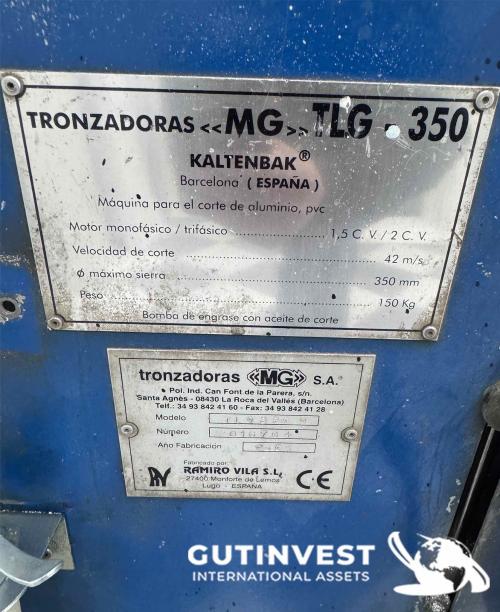 TRONZADORAS «MG» TLG - 350
KALTENBAK®
Barcelona (ESPAÑA)
Máquina para el corte de aluminio, pvc
Motor monofásico / trifásico 1,5 C. V. / 2 C. V.
Velocidad de corte 42 m/s
Ø máximo sierra 350 mm
Peso 150 Kg
Bomba de engrase con aceite de corte
tronzadoras «MG» S.A.
Pol. Ind. Can Font de la Parera, s/n.
Santa Agnès - 08430 La Roca del Vallés (Barcelona)
Telf.: 34 93 842 41 60 - Fax: 34 93 842 41 28
Modelo
Número
Año Fabricación
Fabricado por:
RAMIRO VILA S.L.
27400 Monforte de Lemos
Lugo - ESPAÑA
CE
GUTINVEST
INTERNATIONAL ASSETS